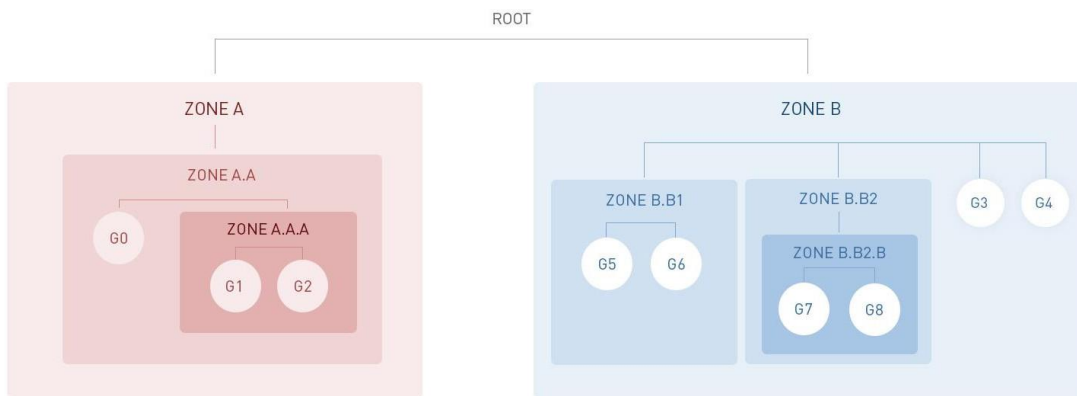 ROOT
ZONE A
ZONE A.A
G0
ZONE A.A.A
G1
G2
ZONE B
ZONE B.B1
G5
G6
ZONE B.B2
ZONE B.B2.B
G7
G8
G3
G4